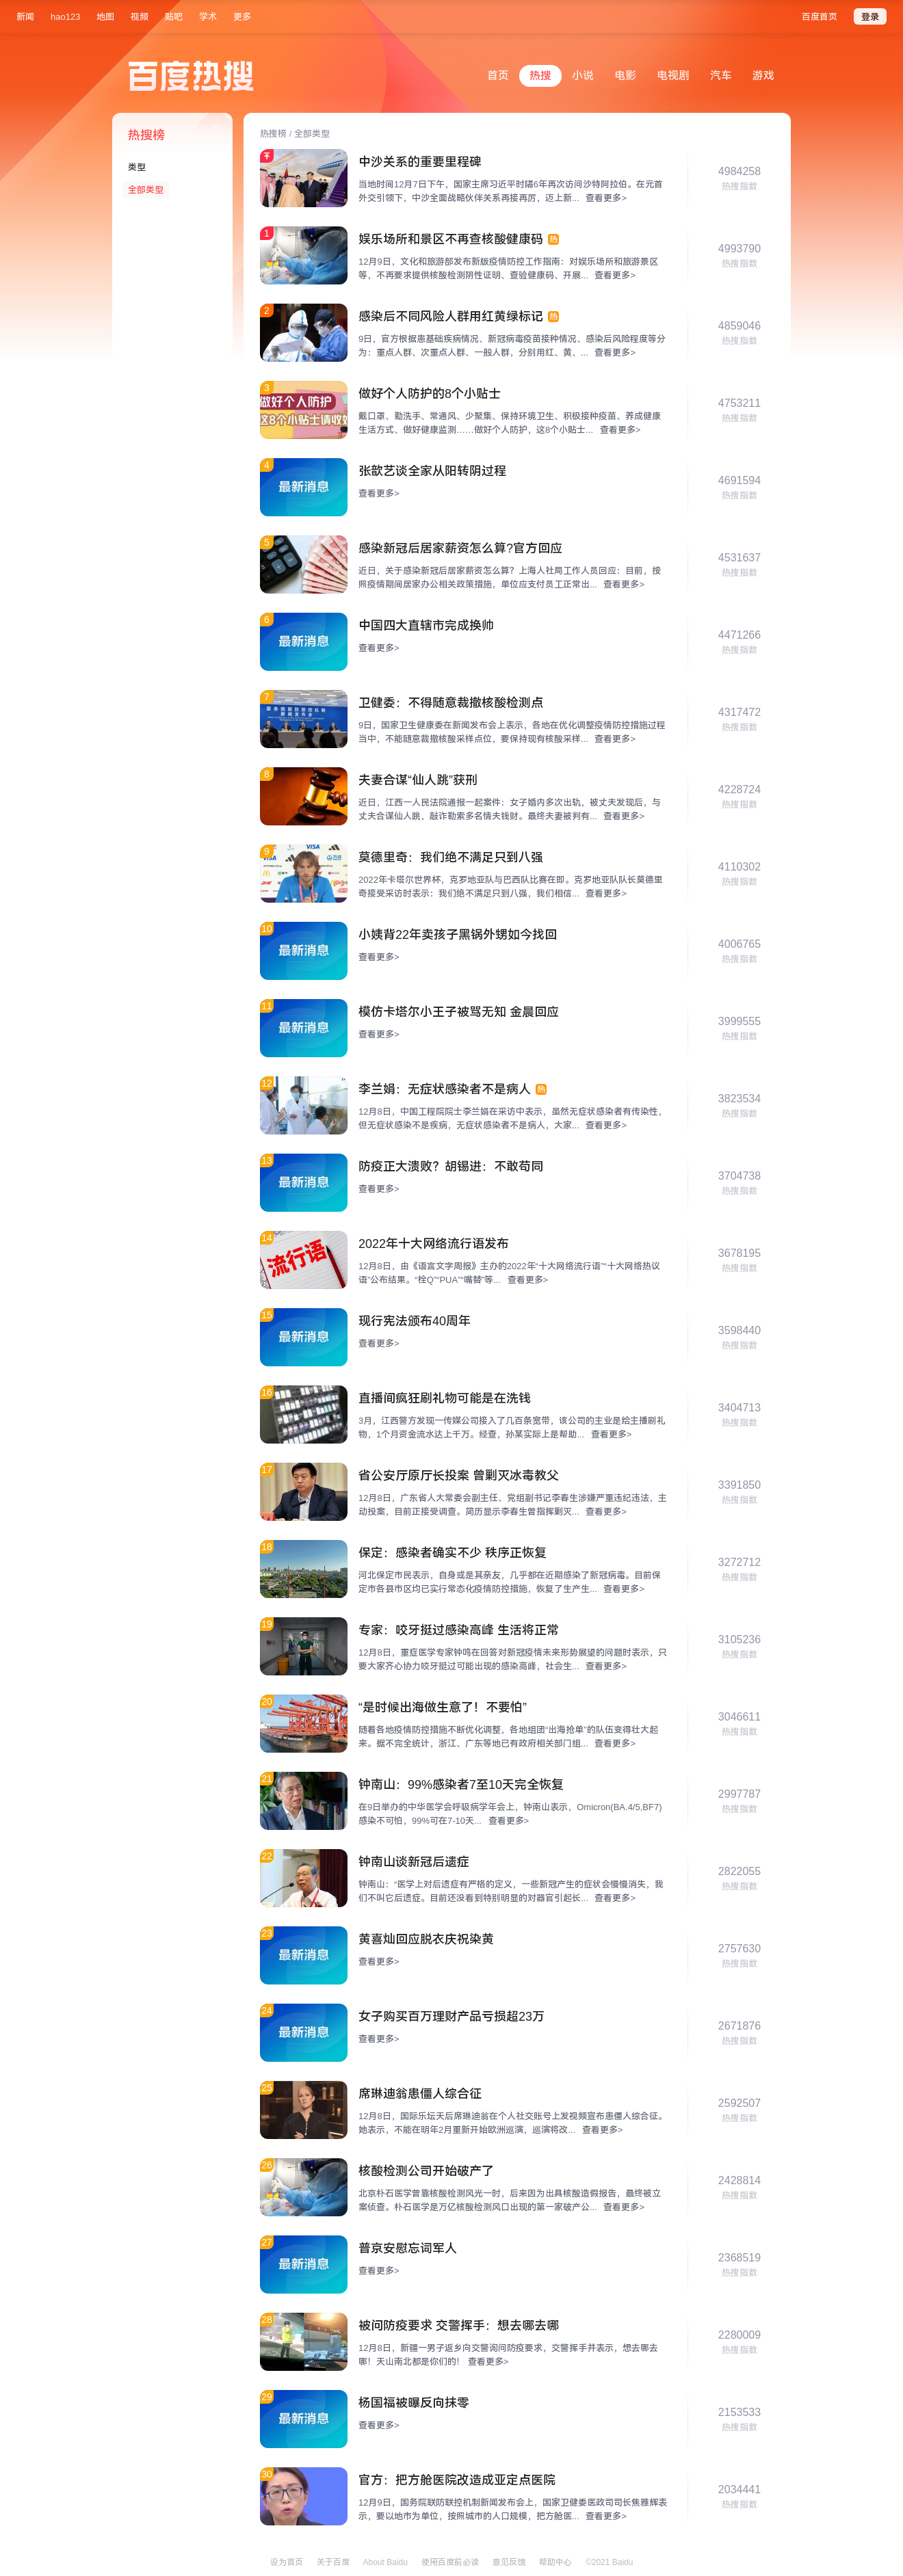 新闻 hao123 地图 视频 贴吧 学术 更多 百度首页 登录
百度热搜
首页 热搜 小说 电影 电视剧 汽车 游戏
热搜榜
类型
全部类型
热搜榜 / 全部类型
中沙关系的重要里程碑
当地时间12月7日下午，国家主席习近平时隔6年再次访问沙特阿拉伯。在元首
外交引领下，中沙全面战略伙伴关系再接再厉，迈上新... 查看更多>
4984258
热搜指数
1
娱乐场所和景区不再查核酸健康码 热
12月9日，文化和旅游部发布新版疫情防控工作指南：对娱乐场所和旅游景区
等，不再要求提供核酸检测阴性证明、查验健康码、开展... 查看更多>
4993790
热搜指数
2
感染后不同风险人群用红黄绿标记 热
9日，官方根据患基础疾病情况、新冠病毒疫苗接种情况、感染后风险程度等分
为：重点人群、次重点人群、一般人群，分别用红、黄、... 查看更多>
4859046
热搜指数
3
做好个人防护
这8个小贴士请收好
做好个人防护的8个小贴士
戴口罩、勤洗手、常通风、少聚集、保持环境卫生、积极接种疫苗、养成健康
生活方式、做好健康监测……做好个人防护，这8个小贴士... 查看更多>
4753211
热搜指数
4
最新消息
张歆艺谈全家从阳转阴过程
查看更多>
4691594
热搜指数
5
感染新冠后居家薪资怎么算?官方回应
近日，关于感染新冠后居家薪资怎么算？上海人社局工作人员回应：目前，按
照疫情期间居家办公相关政策措施，单位应支付员工正常出... 查看更多>
4531637
热搜指数
6
最新消息
中国四大直辖市完成换帅
查看更多>
4471266
热搜指数
7
卫健委：不得随意裁撤核酸检测点
9日，国家卫生健康委在新闻发布会上表示，各地在优化调整疫情防控措施过程
当中，不能随意裁撤核酸采样点位，要保持现有核酸采样... 查看更多>
4317472
热搜指数
8
夫妻合谋“仙人跳”获刑
近日，江西一人民法院通报一起案件：女子婚内多次出轨，被丈夫发现后，与
丈夫合谋仙人跳，敲诈勒索多名情夫钱财。最终夫妻被判有... 查看更多>
4228724
热搜指数
9
莫德里奇：我们绝不满足只到八强
2022年卡塔尔世界杯，克罗地亚队与巴西队比赛在即。克罗地亚队队长莫德里
奇接受采访时表示：我们绝不满足只到八强，我们相信... 查看更多>
4110302
热搜指数
10
最新消息
小姨背22年卖孩子黑锅外甥如今找回
查看更多>
4006765
热搜指数
11
最新消息
模仿卡塔尔小王子被骂无知 金晨回应
查看更多>
3999555
热搜指数
12
李兰娟：无症状感染者不是病人 热
12月8日，中国工程院院士李兰娟在采访中表示，虽然无症状感染者有传染性，
但无症状感染不是疾病，无症状感染者不是病人，大家... 查看更多>
3823534
热搜指数
13
最新消息
防疫正大溃败？胡锡进：不敢苟同
查看更多>
3704738
热搜指数
14
流行语
2022年十大网络流行语发布
12月8日，由《语言文字周报》主办的2022年“十大网络流行语”“十大网络热议
语”公布结果。“栓Q”“PUA”“嘴替”等... 查看更多>
3678195
热搜指数
15
最新消息
现行宪法颁布40周年
查看更多>
3598440
热搜指数
16
直播间疯狂刷礼物可能是在洗钱
3月，江西警方发现一传媒公司接入了几百条宽带，该公司的主业是给主播刷礼
物，1个月资金流水达上千万。经查，孙某实际上是帮助... 查看更多>
3404713
热搜指数
17
省公安厅原厅长投案 曾剿灭冰毒教父
12月8日，广东省人大常委会副主任、党组副书记李春生涉嫌严重违纪违法，主
动投案，目前正接受调查。简历显示李春生曾指挥剿灭... 查看更多>
3391850
热搜指数
18
保定：感染者确实不少 秩序正恢复
河北保定市民表示，自身或是其亲友，几乎都在近期感染了新冠病毒。目前保
定市各县市区均已实行常态化疫情防控措施，恢复了生产生... 查看更多>
3272712
热搜指数
19
专家：咬牙挺过感染高峰 生活将正常
12月8日，重症医学专家钟鸣在回答对新冠疫情未来形势展望的问题时表示，只
要大家齐心协力咬牙挺过可能出现的感染高峰，社会生... 查看更多>
3105236
热搜指数
20
“是时候出海做生意了！不要怕”
随着各地疫情防控措施不断优化调整，各地组团“出海抢单”的队伍变得壮大起
来。据不完全统计，浙江、广东等地已有政府相关部门组... 查看更多>
3046611
热搜指数
21
钟南山：99%感染者7至10天完全恢复
在9日举办的中华医学会呼吸病学年会上，钟南山表示，Omicron(BA.4/5,BF7)
感染不可怕，99%可在7-10天... 查看更多>
2997787
热搜指数
22
钟南山谈新冠后遗症
钟南山：“医学上对后遗症有严格的定义，一些新冠产生的症状会慢慢消失，我
们不叫它后遗症。目前还没看到特别明显的对器官引起长... 查看更多>
2822055
热搜指数
23
最新消息
黄喜灿回应脱衣庆祝染黄
查看更多>
2757630
热搜指数
24
最新消息
女子购买百万理财产品亏损超23万
查看更多>
2671876
热搜指数
25
席琳迪翁患僵人综合征
12月8日，国际乐坛天后席琳迪翁在个人社交账号上发视频宣布患僵人综合征。
她表示，不能在明年2月重新开始欧洲巡演，巡演将改... 查看更多>
2592507
热搜指数
26
核酸检测公司开始破产了
北京朴石医学曾靠核酸检测风光一时，后来因为出具核酸造假报告，最终被立
案侦查。朴石医学是万亿核酸检测风口出现的第一家破产公... 查看更多>
2428814
热搜指数
27
最新消息
普京安慰忘词军人
查看更多>
2368519
热搜指数
28
被问防疫要求 交警挥手：想去哪去哪
12月8日，新疆一男子返乡向交警询问防疫要求，交警挥手并表示，想去哪去
哪！天山南北都是你们的！ 查看更多>
2280009
热搜指数
29
最新消息
杨国福被曝反向抹零
查看更多>
2153533
热搜指数
30
官方：把方舱医院改造成亚定点医院
12月9日，国务院联防联控机制新闻发布会上，国家卫健委医政司司长焦雅辉表
示，要以地市为单位，按照城市的人口规模，把方舱医... 查看更多>
2034441
热搜指数
设为首页 关于百度 About Baidu 使用百度前必读 意见反馈 帮助中心 ©2021 Baidu